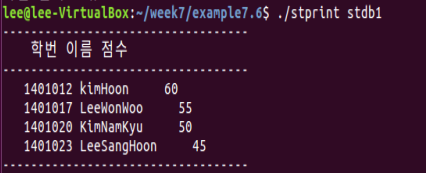 lee@lee-VirtualBox:~/week7/example7.6$ ./stprint stdb1
-----------------------------------
학번 이름 점수
-----------------------------------
1401012 kimHoon 60
1401017 LeeWonWoo 55
1401020 KimNamKyu 50
1401023 LeeSangHoon 45
-----------------------------------